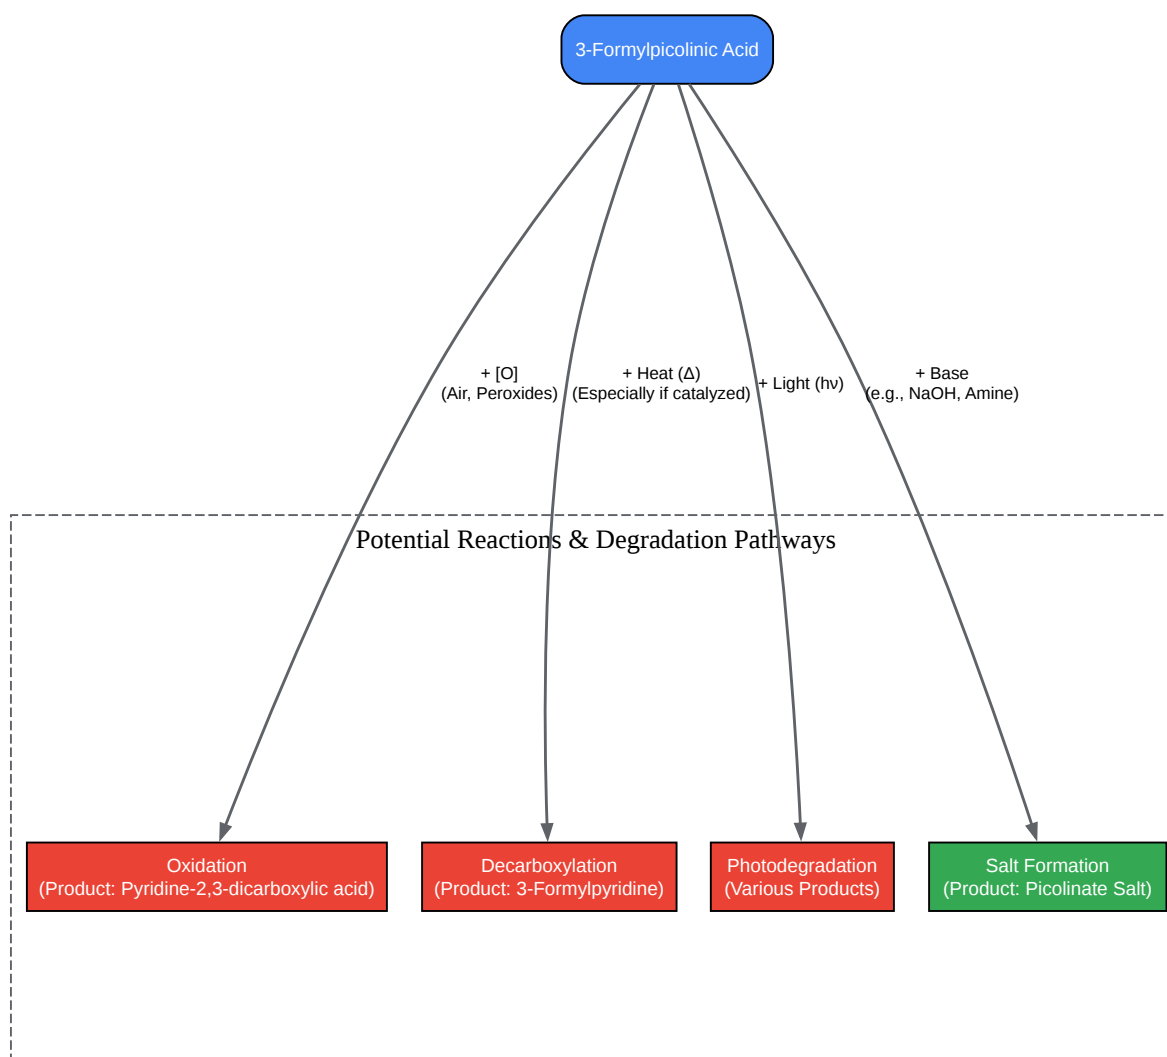 3-Formylpicolinic Acid
+ [O]
(Air, Peroxides)
+ Heat (Δ)
(Especially if catalyzed)
+ Light (hν)
+ Base
(e.g., NaOH, Amine)
Potential Reactions & Degradation Pathways
Oxidation
(Product: Pyridine-2,3-dicarboxylic acid)
Decarboxylation
(Product: 3-Formylpyridine)
Photodegradation
(Various Products)
Salt Formation
(Product: Picolinate Salt)